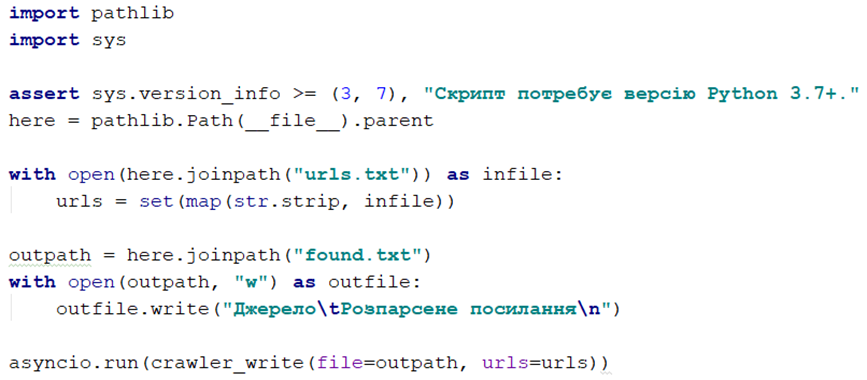 import pathlib
import sys
assert sys.version_info >= (3, 7), "Скрипт потребує версію Python 3.7+."
here = pathlib.Path(__file__).parent
with open(here.joinpath("urls.txt")) as infile:
    urls = set(map(str.strip, infile))
outpath = here.joinpath("found.txt")
with open(outpath, "w") as outfile:
    outfile.write("Джерело\tРозпарсене посилання\n")
asyncio.run(crawler_write(file=outpath, urls=urls))